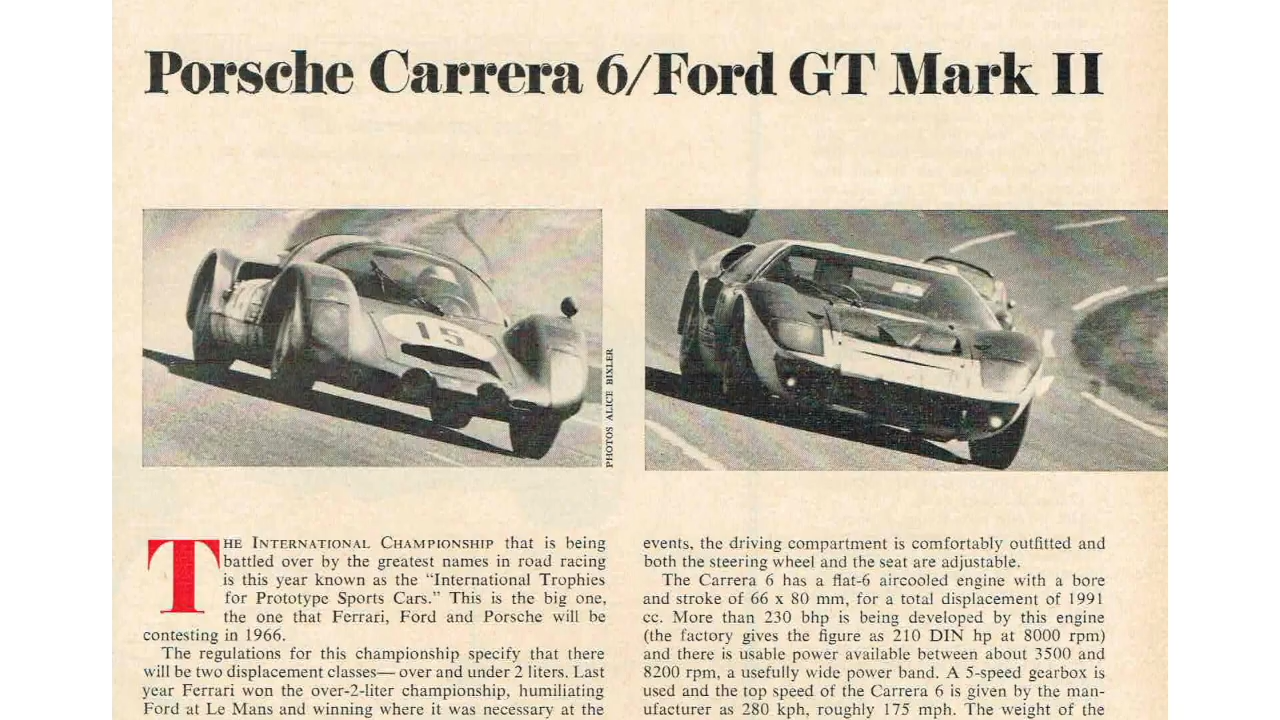 Porsche Carrera 6/Ford GT Mark II
15
PHOTOS ALICE BIXLER
THE INTERNATIONAL CHAMPIONSHIP that is being
battled over by the greatest names in road racing
is this year known as the "International Trophies
for Prototype Sports Cars." This is the big one,
the one that Ferrari, Ford and Porsche will be
contesting in 1966.
The regulations for this championship specify that there
will be two displacement classes— over and under 2 liters. Last
year Ferrari won the over-2-liter championship, humiliating
Ford at Le Mans and winning where it was necessary at the
events, the driving compartment is comfortably outfitted and
both the steering wheel and the seat are adjustable.
The Carrera 6 has a flat-6 aircooled engine with a bore
and stroke of 66 x 80 mm, for a total displacement of 1991
cc. More than 230 bhp is being developed by this engine
(the factory gives the figure as 210 DIN hp at 8000 rpm)
and there is usable power available between about 3500 and
8200 rpm, a usefully wide power band. A 5-speed gearbox is
used and the top speed of the Carrera 6 is given by the man-
ufacturer as 280 kph, roughly 175 mph. The weight of the